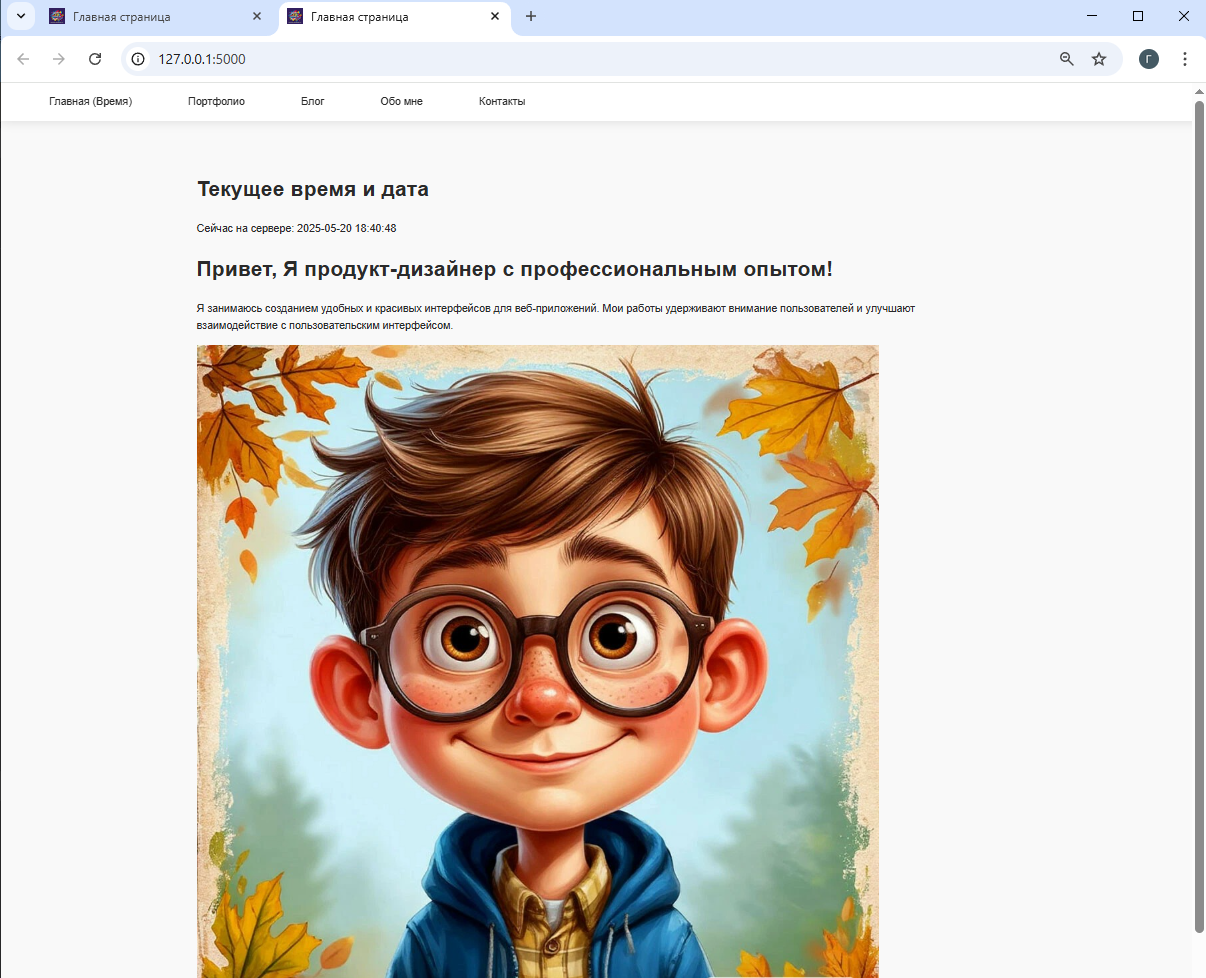 Главная страница
Главная страница
127.0.0.1:5000
Г
Главная (Время) Портфолио Блог Обо мне Контакты
Текущее время и дата
Сейчас на сервере: 2025-05-20 18:40:48
Привет, Я продукт-дизайнер с профессиональным опытом!
Я занимаюсь созданием удобных и красивых интерфейсов для веб-приложений. Мои работы удерживают внимание пользователей и улучшают
взаимодействие с пользовательским интерфейсом.